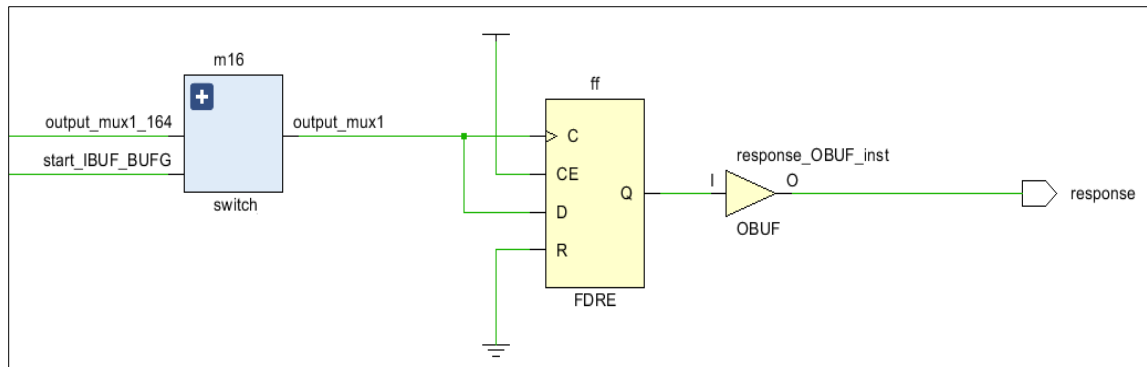 m16
output_mux1_164
start_IBUF_BUFG
output_mux1
switch
ff
C
CE
D
R
Q
FDRE
response_OBUF_inst
I
O
OBUF
response